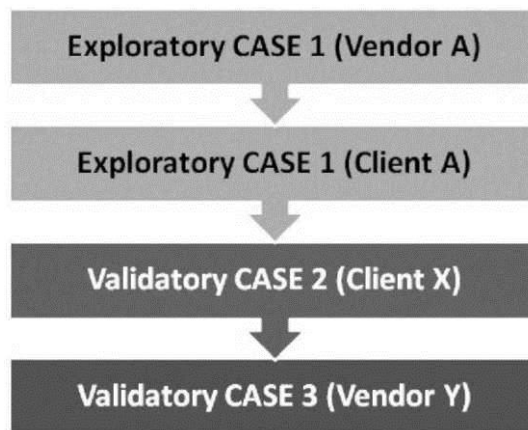 Exploratory CASE 1 (Vendor A)
Exploratory CASE 1 (Client A)
Validatory CASE 2 (Client X)
Validatory CASE 3 (Vendor Y)